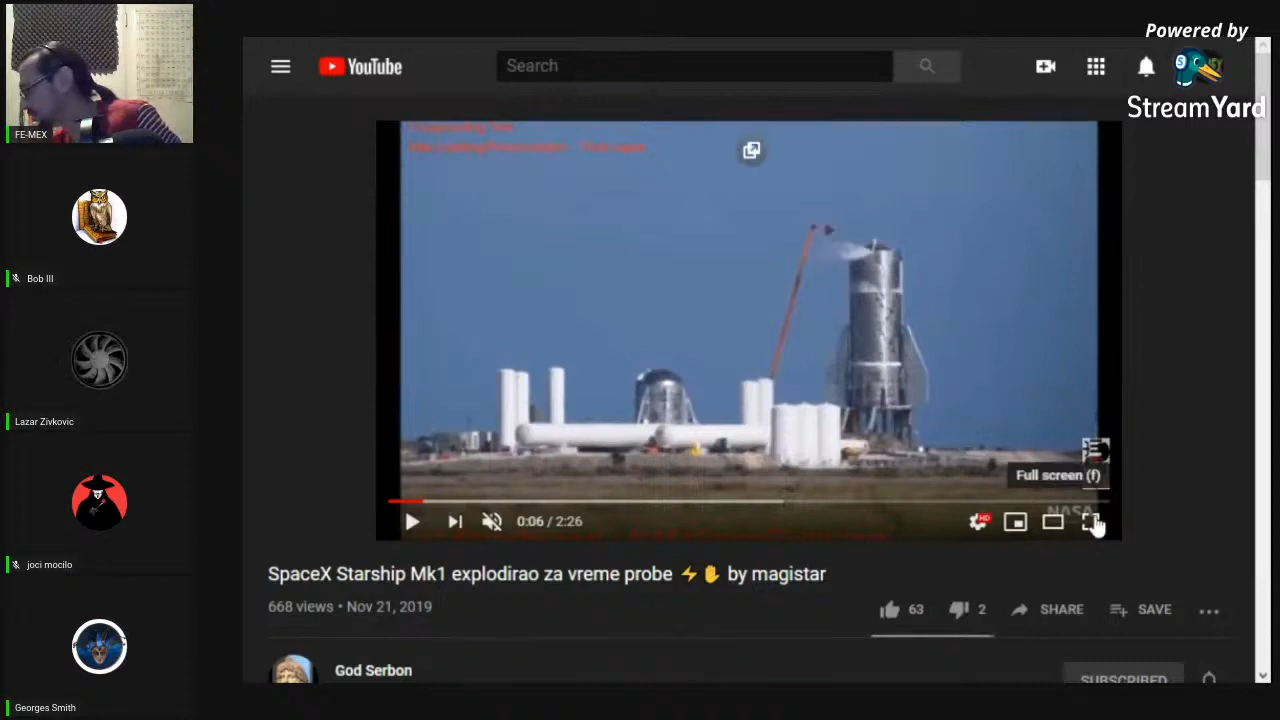 Powered by
StreamYard
YouTube
Search
FE-MEX
Bob III
Lazar Zivkovic
joci mocilo
Georges Smith
Full screen (f)
NASA
0:06 / 2:26
HD
SpaceX Starship Mk1 explodirao za vreme probe ⚡✋ by magistar
668 views • Nov 21, 2019
63
2
SHARE
SAVE
God Serbon
SUBSCRIBED